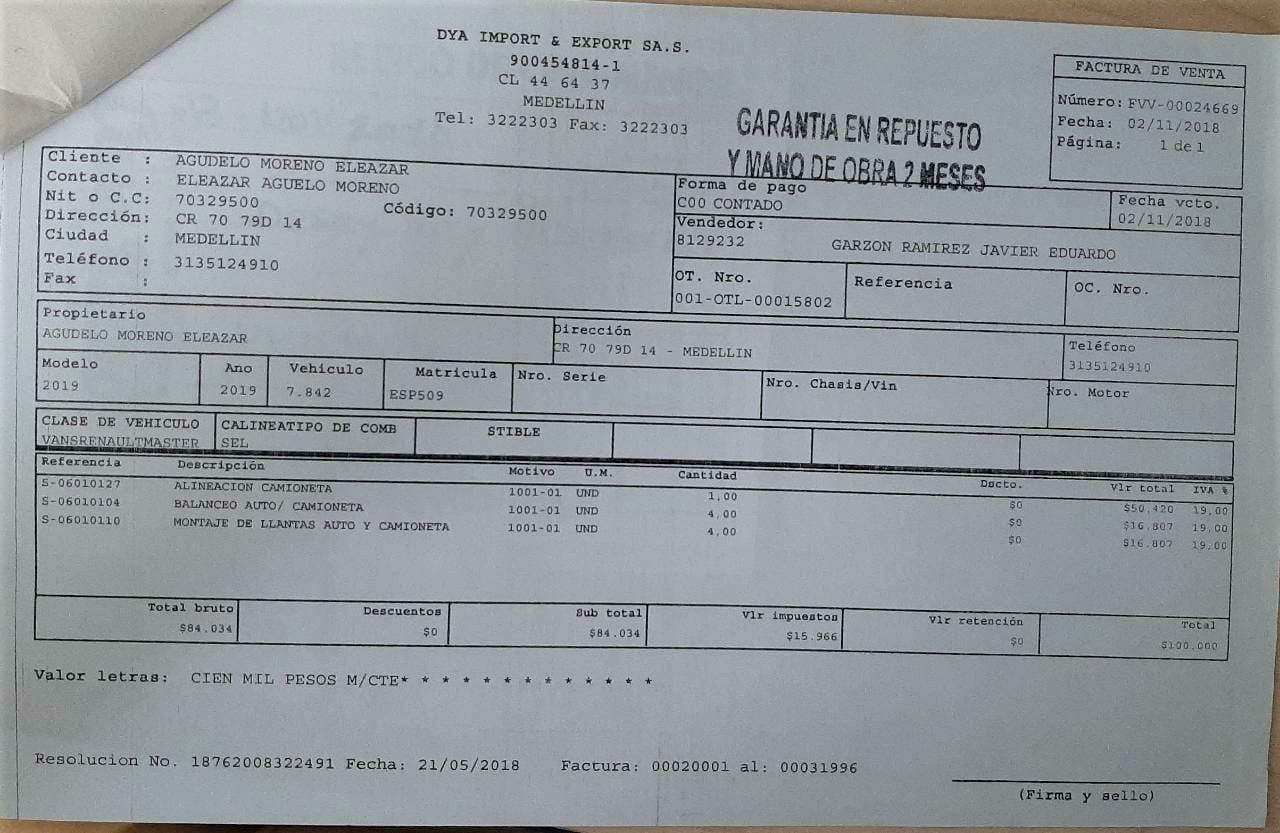 DYA IMPORT & EXPORT SA.S.
900454814-1
CL 44 64 37
MEDELLIN
Tel: 3222303 Fax: 3222303
GARANTIA EN REPUESTO
Y MANO DE OBRA 2 MESES
FACTURA DE VENTA
Número: FVV-00024669
Fecha: 02/11/2018
Página: 1 de 1
Cliente : AGUDELO MORENO ELEAZAR
Contacto : ELEAZAR AGUELO MORENO
Nit o C.C: 70329500 Código: 70329500
Dirección: CR 70 79D 14
Ciudad : MEDELLIN
Teléfono : 3135124910
Fax :
Forma de pago
C00 CONTADO
Fecha vcto.
02/11/2018
Vendedor:
8129232 GARZON RAMIREZ JAVIER EDUARDO
OT. Nro. Referencia OC. Nro.
001-OTL-00015802
Propietario Dirección Teléfono
AGUDELO MORENO ELEAZAR CR 70 79D 14 - MEDELLIN 3135124910
Modelo Ano Vehículo Matricula Nro. Serie Nro. Chasis/Vin Nro. Motor
2019 2019 7.842 ESP509
CLASE DE VEHICULO CALINEATIPO DE COMB STIBLE
VANSRENAULTMASTER SEL
Referencia Descripción Motivo U.M. Cantidad Dscto. Vlr total IVA %
S-06010127 ALINEACION CAMIONETA 1001-01 UND 1,00 $0 $50.420 19,00
S-06010104 BALANCEO AUTO/ CAMIONETA 1001-01 UND 4,00 $0 $16.807 19,00
S-06010110 MONTAJE DE LLANTAS AUTO Y CAMIONETA 1001-01 UND 4,00 $0 $16.807 19,00
Total bruto Descuentos Sub total Vlr impuestos Vlr retención Total
$84.034 $0 $84.034 $15.966 $0 $100.000
Valor letras: CIEN MIL PESOS M/CTE* * * * * * * * * * * * *
Resolucion No. 18762008322491 Fecha: 21/05/2018 Factura: 00020001 al: 00031996
(Firma y sello)